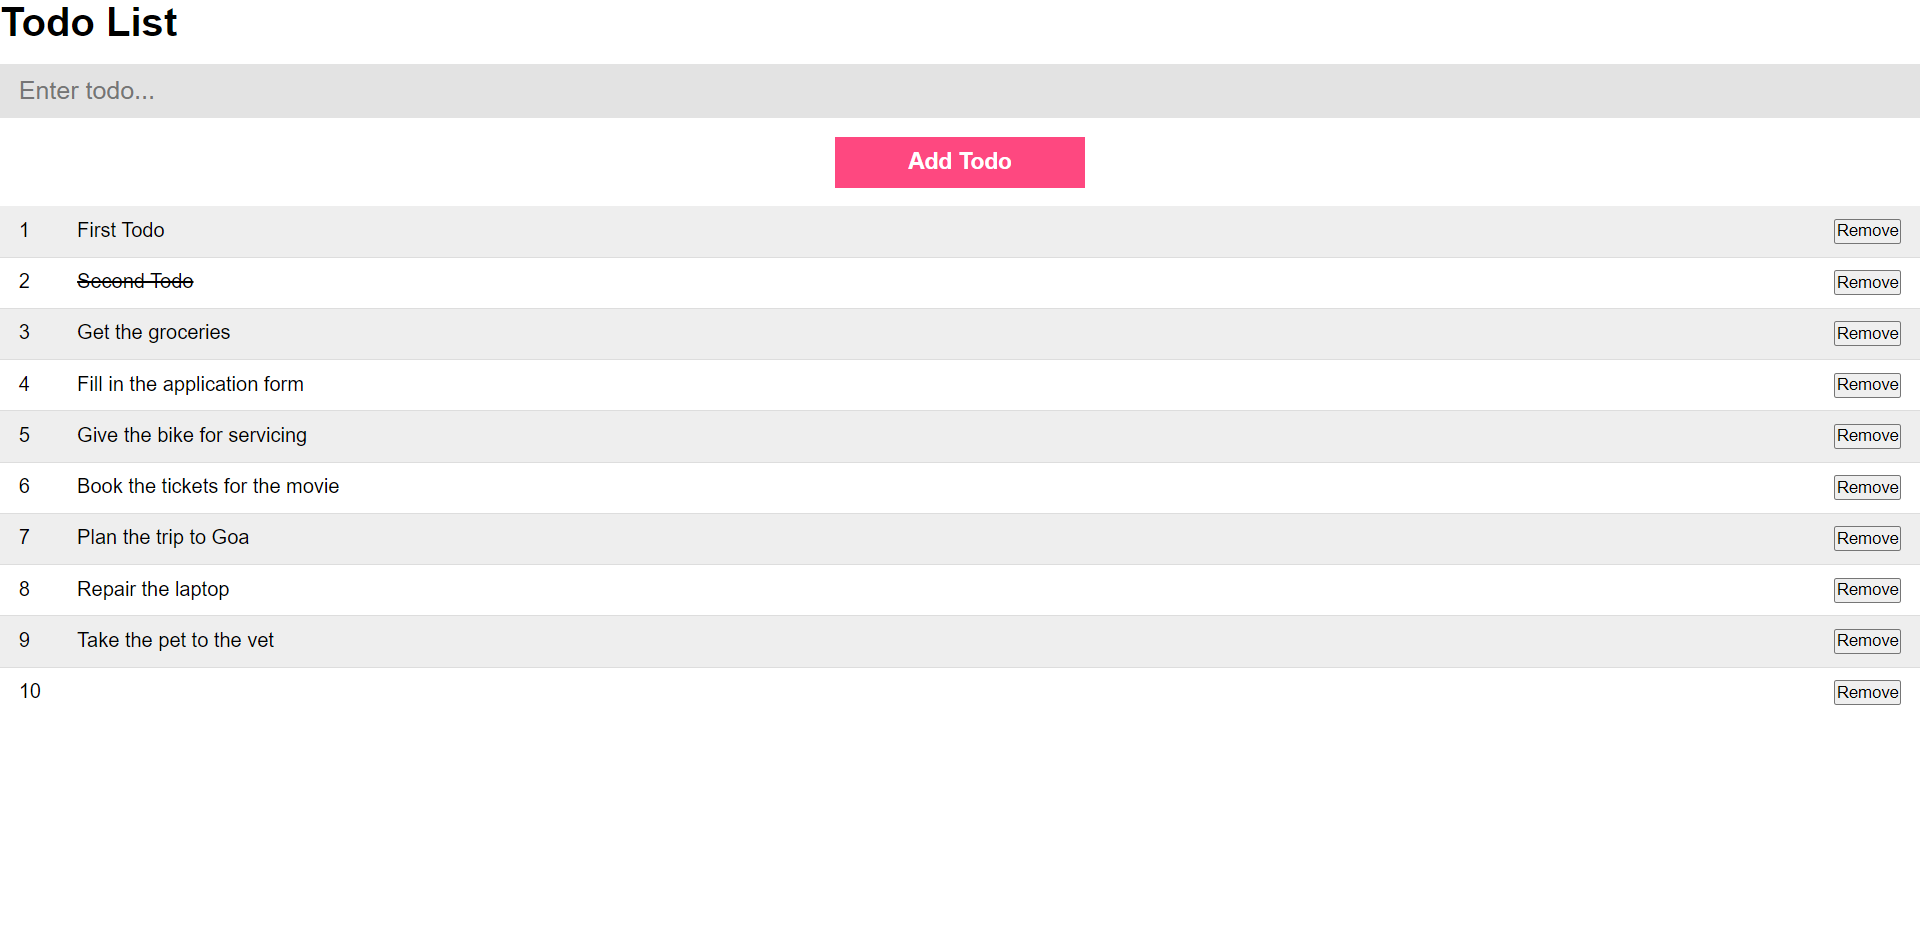 Todo List
Enter todo...
Add Todo
1 First Todo Remove
2 Second Todo Remove
3 Get the groceries Remove
4 Fill in the application form Remove
5 Give the bike for servicing Remove
6 Book the tickets for the movie Remove
7 Plan the trip to Goa Remove
8 Repair the laptop Remove
9 Take the pet to the vet Remove
10 Remove